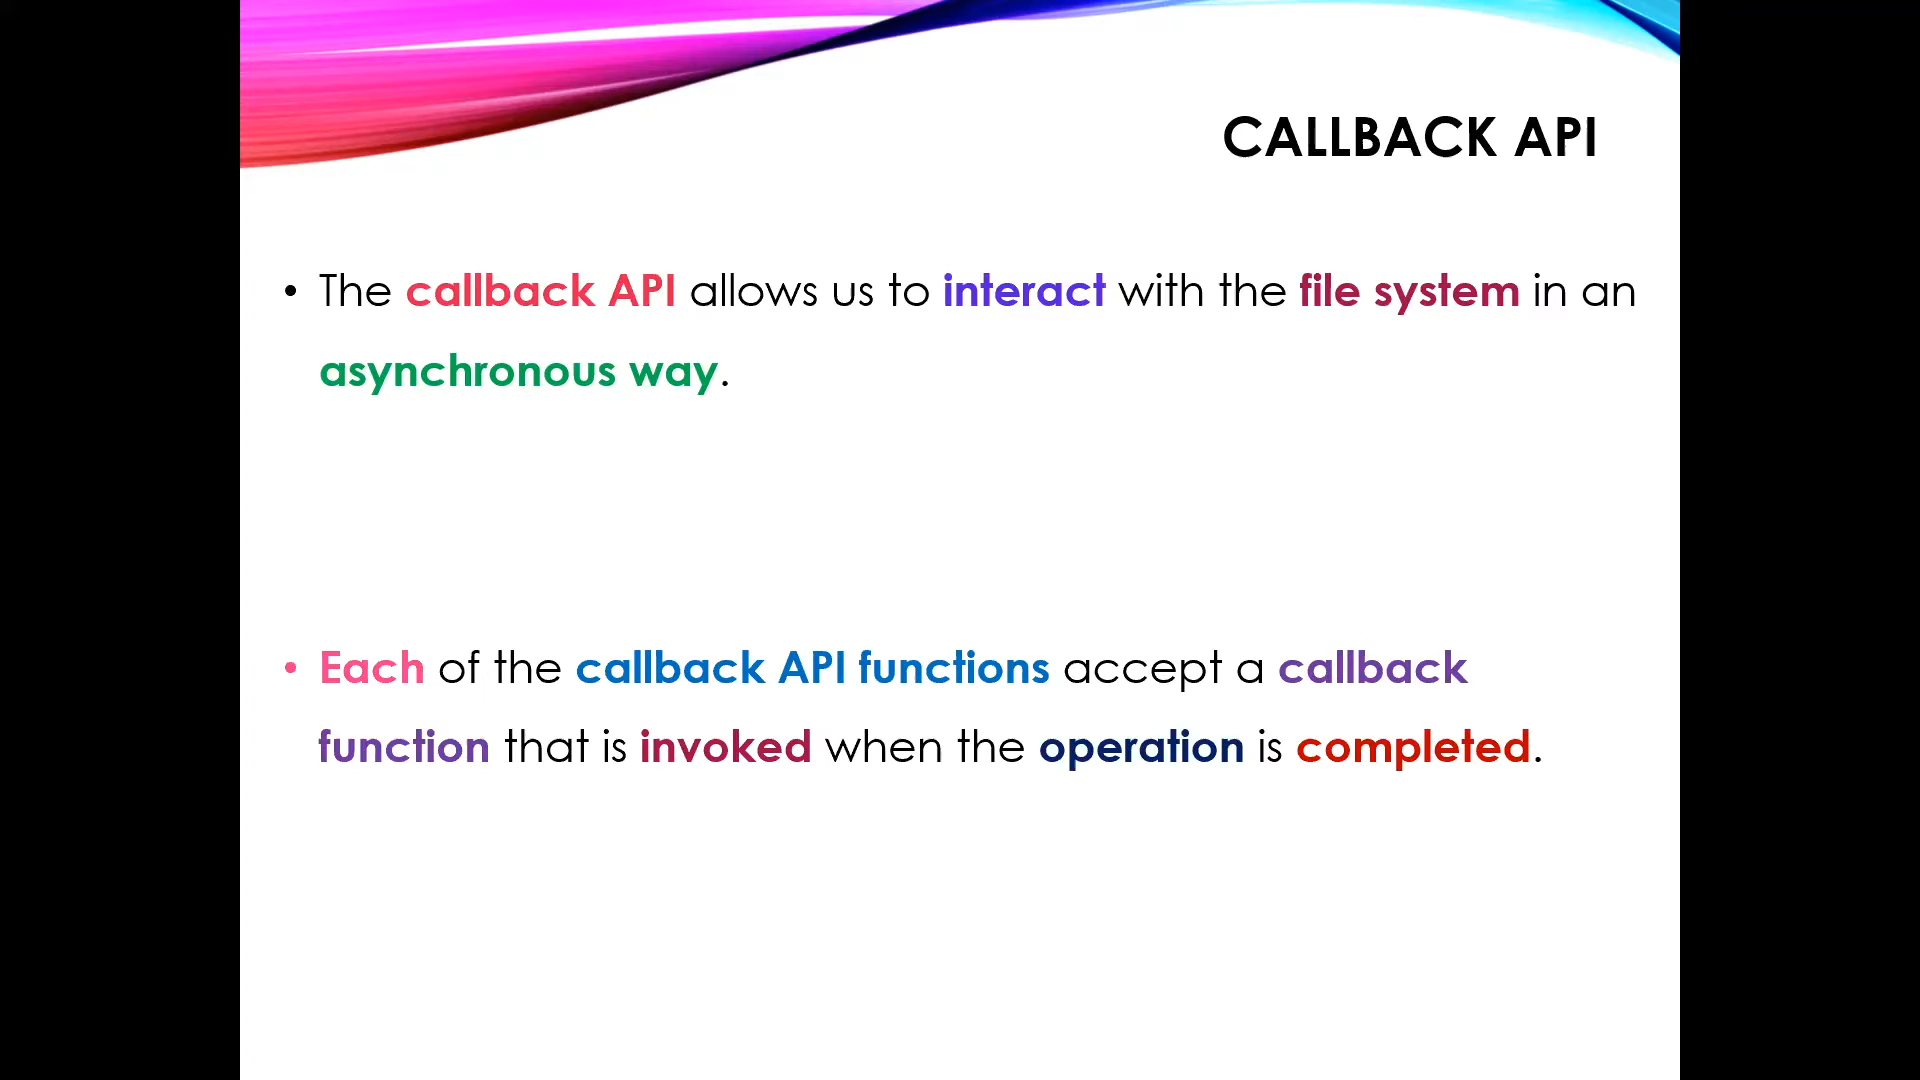 CALLBACK API
• The callback API allows us to interact with the file system in an
asynchronous way.
• Each of the callback API functions accept a callback
function that is invoked when the operation is completed.